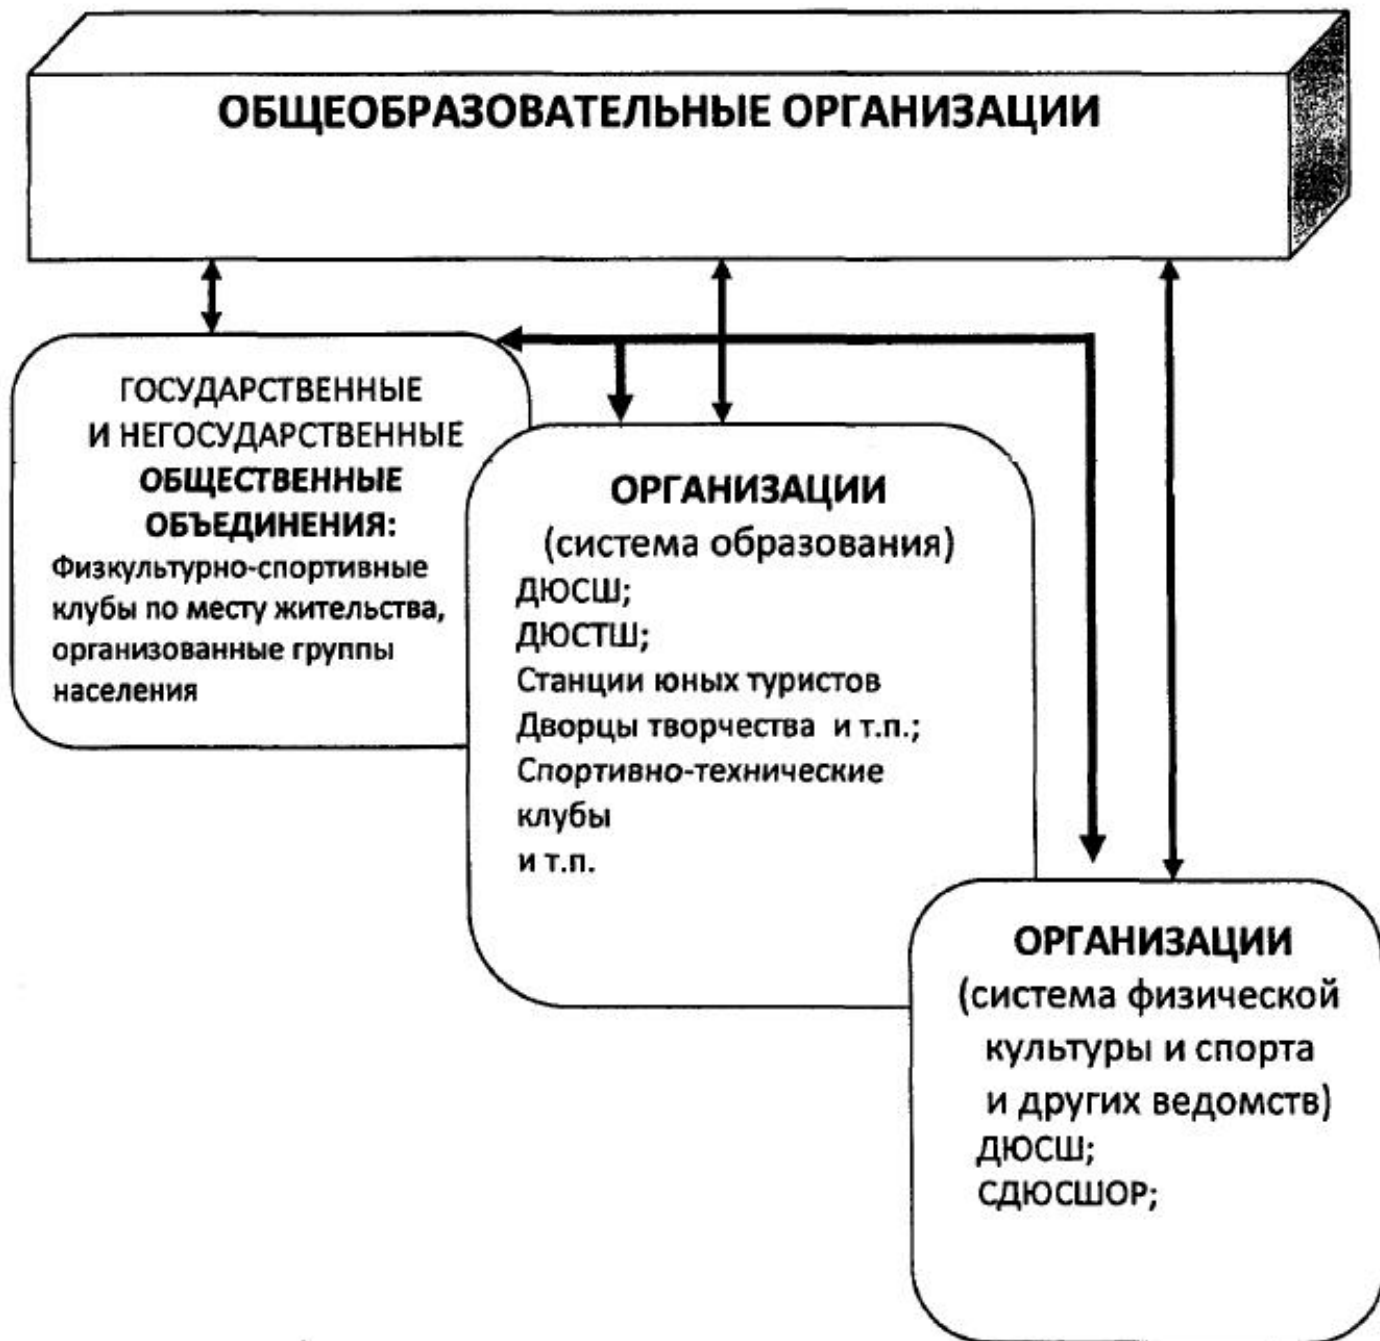 ОБЩЕОБРАЗОВАТЕЛЬНЫЕ ОРГАНИЗАЦИИ
ГОСУДАРСТВЕННЫЕ
И НЕГОСУДАРСТВЕННЫЕ
ОБЩЕСТВЕННЫЕ
ОБЪЕДИНЕНИЯ:
Физкультурно-спортивные
клубы по месту жительства,
организованные группы
населения
ОРГАНИЗАЦИИ
(система образования)
ДЮСШ;
ДЮСТШ;
Станции юных туристов
Дворцы творчества и т.п.;
Спортивно-технические
клубы
и т.п.
ОРГАНИЗАЦИИ
(система физической
культуры и спорта
и других ведомств)
ДЮСШ;
СДЮСШОР;